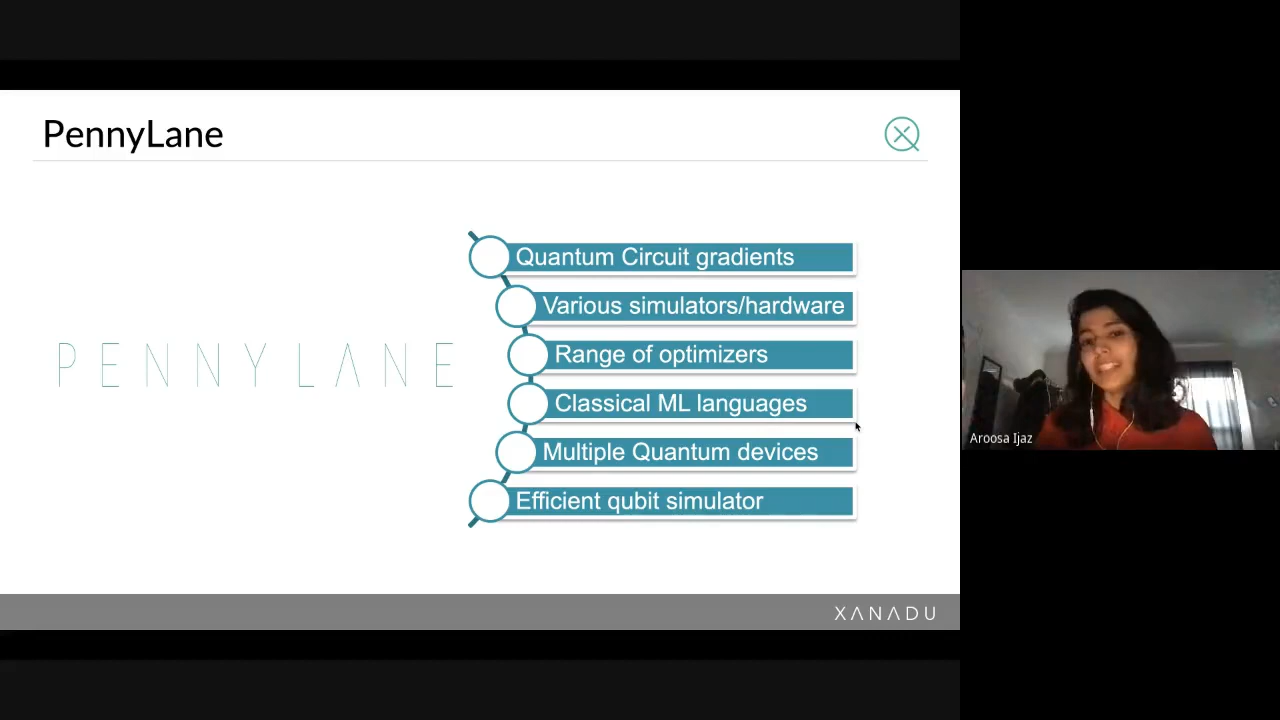 PennyLane
PENNYLANE
Quantum Circuit gradients
Various simulators/hardware
Range of optimizers
Classical ML languages
Multiple Quantum devices
Efficient qubit simulator
XANADU
Aroosa Ijaz